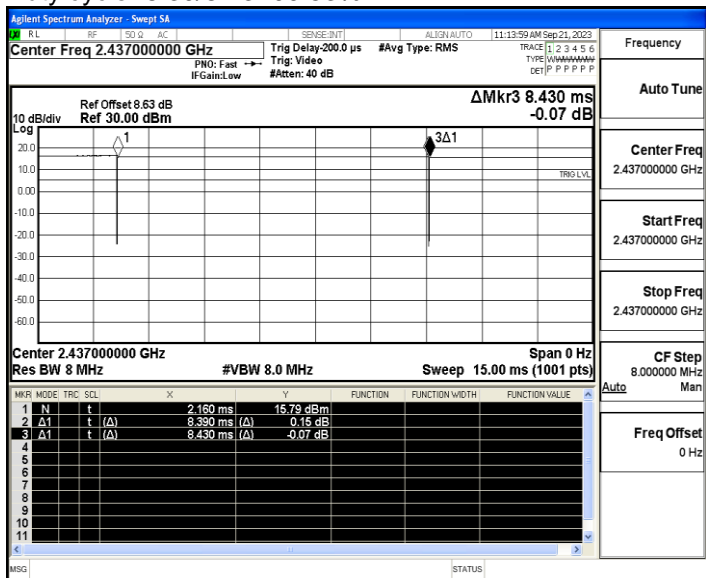 Agilent Spectrum Analyzer - Swept SA
LXI RL RF 50 Ω AC SENSE:INT ALIGN AUTO 11:13:59 AM Sep 21, 2023
Center Freq 2.437000000 GHz Trig Delay-200.0 µs #Avg Type: RMS TRACE 1 2 3 4 5 6
PNO: Fast Trig: Video TYPE
IFGain:Low #Atten: 40 dB DET P P P P P P
ΔMkr3 8.430 ms
Ref Offset 8.63 dB
10 dB/div Ref 30.00 dBm -0.07 dB
Log
1 3Δ1
20.0
10.0
TRIG LVL
0.00
-10.0
-20.0
-30.0
-40.0
-50.0
-60.0
Center 2.437000000 GHz Span 0 Hz
Res BW 8 MHz #VBW 8.0 MHz Sweep 15.00 ms (1001 pts)
MKR MODE TRC SCL X Y FUNCTION FUNCTION WIDTH FUNCTION VALUE
1 N t 2.160 ms 15.79 dBm
2 Δ1 t (Δ) 8.390 ms (Δ) 0.15 dB
3 Δ1 t (Δ) 8.430 ms (Δ) -0.07 dB
4
5
6
7
8
9
10
11
MSG STATUS
Frequency
Auto Tune
Center Freq
2.437000000 GHz
Start Freq
2.437000000 GHz
Stop Freq
2.437000000 GHz
CF Step
8.000000 MHz
Auto Man
Freq Offset
0 Hz